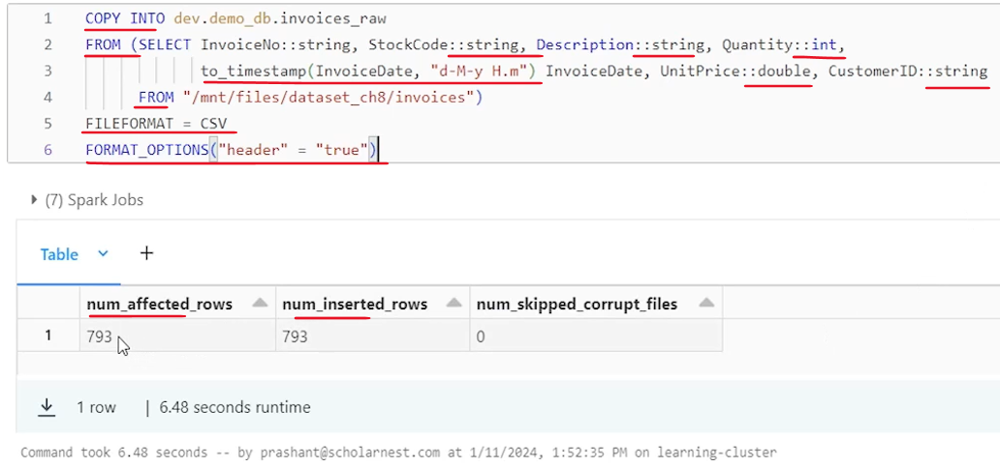 1 COPY INTO dev.demo_db.invoices_raw
2 FROM (SELECT InvoiceNo::string, StockCode::string, Description::string, Quantity::int,
3 to_timestamp(InvoiceDate, "d-M-y H.m") InvoiceDate, UnitPrice::double, CustomerID::string
4 FROM "/mnt/files/dataset_ch8/invoices")
5 FILEFORMAT = CSV
6 FORMAT_OPTIONS("header" = "true")
(7) Spark Jobs
Table +
num_affected_rows num_inserted_rows num_skipped_corrupt_files
1 793 793 0
1 row | 6.48 seconds runtime
Command took 6.48 seconds -- by prashant@scholarnest.com at 1/11/2024, 1:52:35 PM on learning-cluster